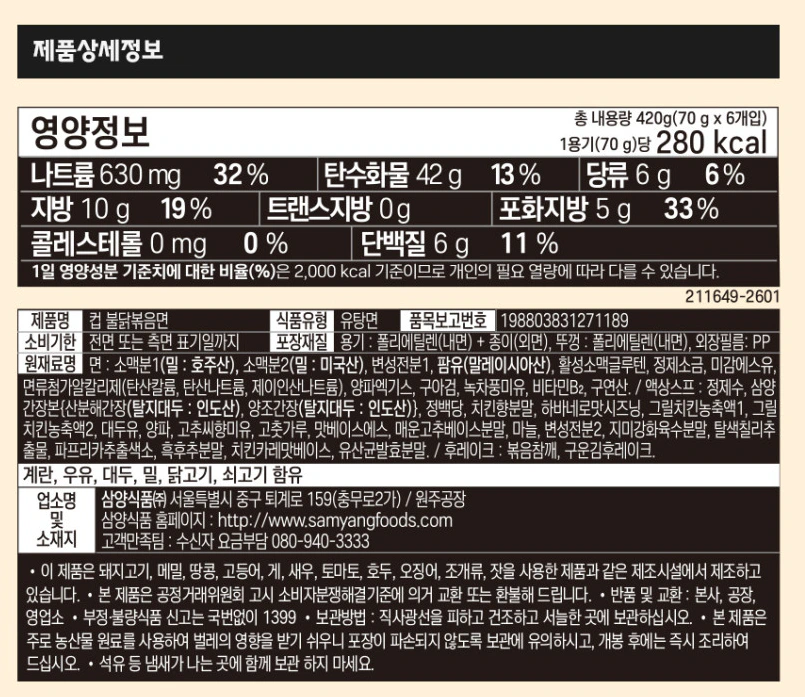 제품상세정보
영양정보
총 내용량 420g(70 g x 6개입)
1용기(70 g)당 280 kcal
나트륨 630 mg 32 % 탄수화물 42 g 13 % 당류 6 g 6 %
지방 10 g 19 % 트랜스지방 0 g 포화지방 5 g 33 %
콜레스테롤 0 mg 0 % 단백질 6 g 11 %
1일 영양성분 기준치에 대한 비율(%)은 2,000 kcal 기준이므로 개인의 필요 열량에 따라 다를 수 있습니다.
211649-2601
제품명 컵 불닭볶음면 식품유형 유탕면 품목보고번호 198803831271189
소비기한 전면 또는 측면 표기일까지 포장재질 용기 : 폴리에틸렌(내면) + 종이(외면), 뚜껑 : 폴리에틸렌(내면), 외장필름: PP
원재료명 면 : 소맥분1(밀 : 호주산), 소맥분2(밀 : 미국산), 변성전분1, 팜유(말레이시아산), 활성소맥글루텐, 정제소금, 미감에스유,
면류첨가알칼리제(탄산칼륨, 탄산나트륨, 제이인산나트륨), 양파엑기스, 구아검, 녹차풍미유, 비타민B₂, 구연산. / 액상스프 : 정제수, 삼양
간장본{산분해간장(탈지대두 : 인도산), 양조간장(탈지대두 : 인도산)}, 정백당, 치킨향분말, 하바네로맛시즈닝, 그릴치킨농축액1, 그릴
치킨농축액2, 대두유, 양파, 고추씨향미유, 고춧가루, 맛베이스에스, 매운고추베이스분말, 마늘, 변성전분2, 지미강화육수분말, 탈색칠리추
출물, 파프리카추출색소, 흑후추분말, 치킨카레맛베이스, 유산균발효분말. / 후레이크 : 볶음참깨, 구운김후레이크.
계란, 우유, 대두, 밀, 닭고기, 쇠고기 함유
업소명
및
소재지
삼양식품㈜ 서울특별시 중구 퇴계로 159(충무로2가) / 원주공장
삼양식품 홈페이지 : http://www.samyangfoods.com
고객만족팀 : 수신자 요금부담 080-940-3333
• 이 제품은 돼지고기, 메밀, 땅콩, 고등어, 게, 새우, 토마토, 호두, 오징어, 조개류, 잣을 사용한 제품과 같은 제조시설에서 제조하고
있습니다. • 본 제품은 공정거래위원회 고시 소비자분쟁해결기준에 의거 교환 또는 환불해 드립니다. • 반품 및 교환 : 본사, 공장,
영업소 • 부정·불량식품 신고는 국번없이 1399 • 보관방법 : 직사광선을 피하고 건조하고 서늘한 곳에 보관하십시오. • 본 제품은
주로 농산물 원료를 사용하여 벌레의 영향을 받기 쉬우니 포장이 파손되지 않도록 보관에 유의하시고, 개봉 후에는 즉시 조리하여
드십시오. • 석유 등 냄새가 나는 곳에 함께 보관 하지 마세요.